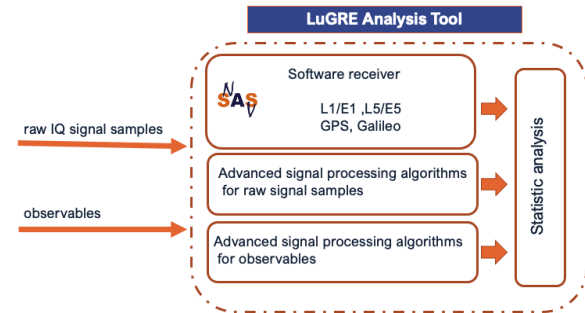 LuGRE Analysis Tool
Software receiver
N
SAS
V
L1/E1 ,L5/E5
GPS, Galileo
raw IQ signal samples
Advanced signal processing algorithms
for raw signal samples
observables
Advanced signal processing algorithms
for observables
Statistic analysis